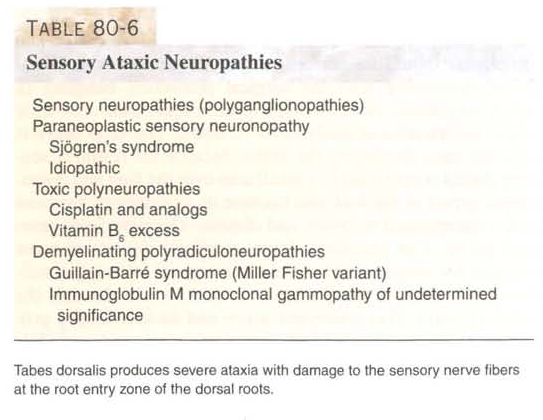 TABLE 80-6
Sensory Ataxic Neuropathies
Sensory neuropathies (polyganglionopathies)
Paraneoplastic sensory neuronopathy
Sjögren's syndrome
Idiopathic
Toxic polyneuropathies
Cisplatin and analogs
Vitamin B6 excess
Demyelinating polyradiculoneuropathies
Guillain-Barré syndrome (Miller Fisher variant)
Immunoglobulin M monoclonal gammopathy of undetermined
significance
Tabes dorsalis produces severe ataxia with damage to the sensory nerve fibers
at the root entry zone of the dorsal roots.